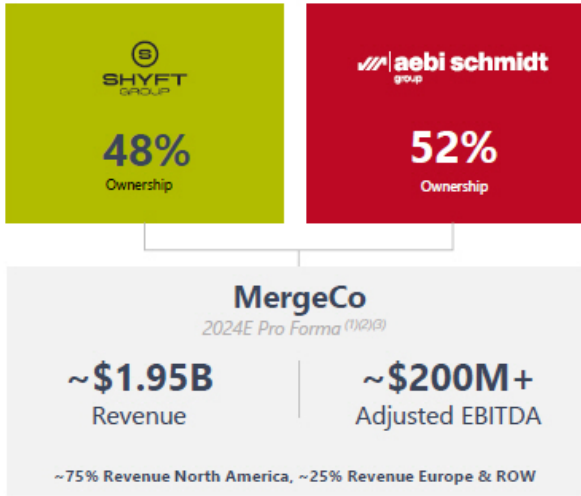 S
SHYFT
GROUP
48%
Ownership
aebi schmidt
group
52%
Ownership
MergeCo
2024E Pro Forma (1)(2)(3)
~$1.95B
Revenue
~$200M+
Adjusted EBITDA
~75% Revenue North America, ~25% Revenue Europe & ROW